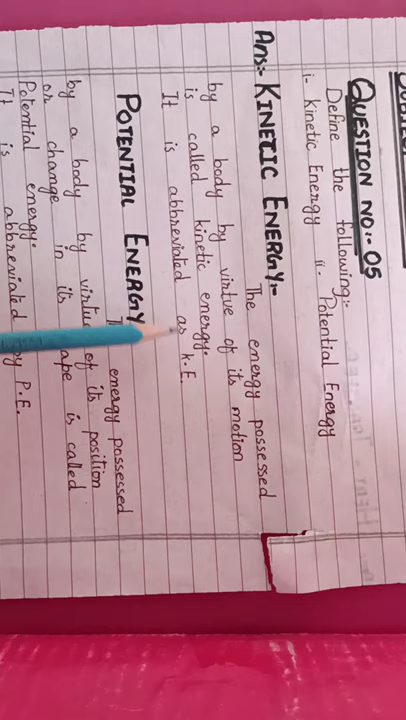 QUESTION NO:- 05
Define the following:-
i- Kinetic Energy ii- Potential Energy
Ans:- KINETIC ENERGY:-
The energy possessed
by a body by virtue of its motion
is called kinetic energy.
It is abbreviated as K.E.
POTENTIAL ENERGY
energy possessed
by a body by virtue of its position
or change in its ape is called
Potential energy.
It is abbreviated by P.E.